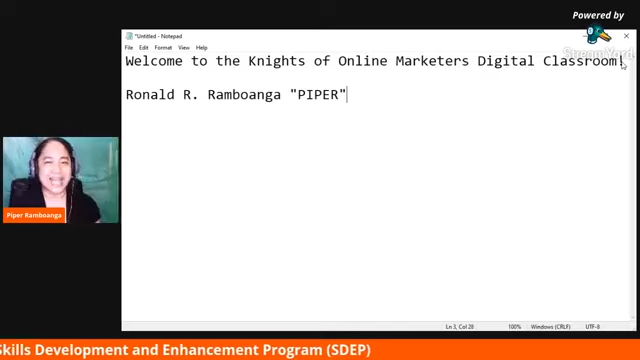 Powered by
StreamYard
*Untitled - Notepad
File Edit Format View Help
Welcome to the Knights of Online Marketers Digital Classroom!
Ronald R. Ramboanga "PIPER"
Piper Ramboanga
Ln 3, Col 28 100% Windows (CRLF) UTF-8
Skills Development and Enhancement Program (SDEP)